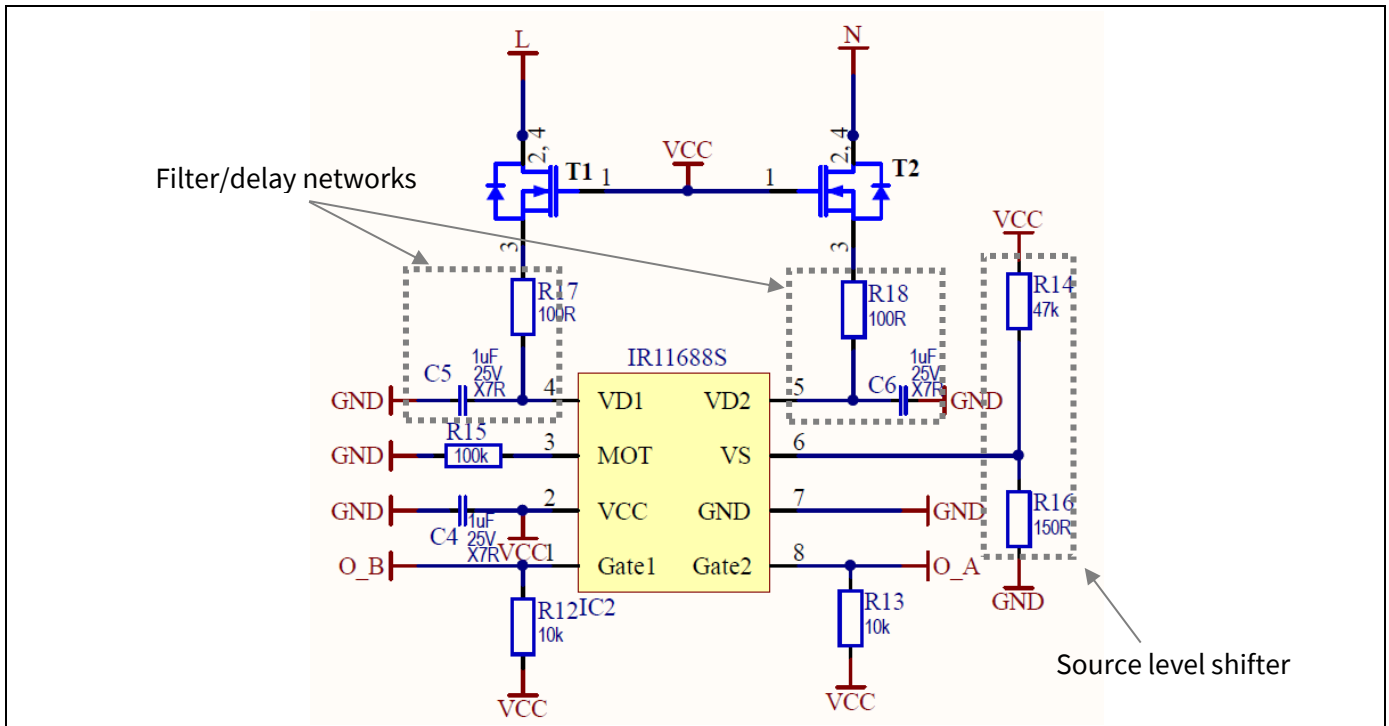 L
N
2, 4
2, 4
T1
1
VCC
1
T2
Filter/delay networks
3
3
VCC
R17
100R
R18
100R
R14
47k
C5
1uF
25V
X7R
IR11688S
C6
1uF
25V
X7R
GND
4
VD1
VD2
5
GND
R15
100k
GND
3
MOT
VS
6
GND
2
VCC
GND
7
GND
R16
150R
C4
1uF
25V
X7R
VCC
O_B
1
Gate1
Gate2
8
O_A
GND
R12
10k
IC2
R13
10k
Source level shifter
VCC
VCC